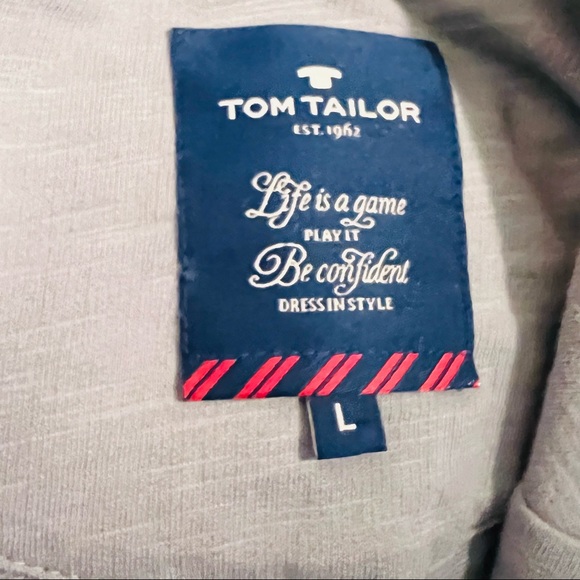 TOM TAILOR
EST. 1962
Life is a game
PLAY IT
Be confident
DRESS IN STYLE
L